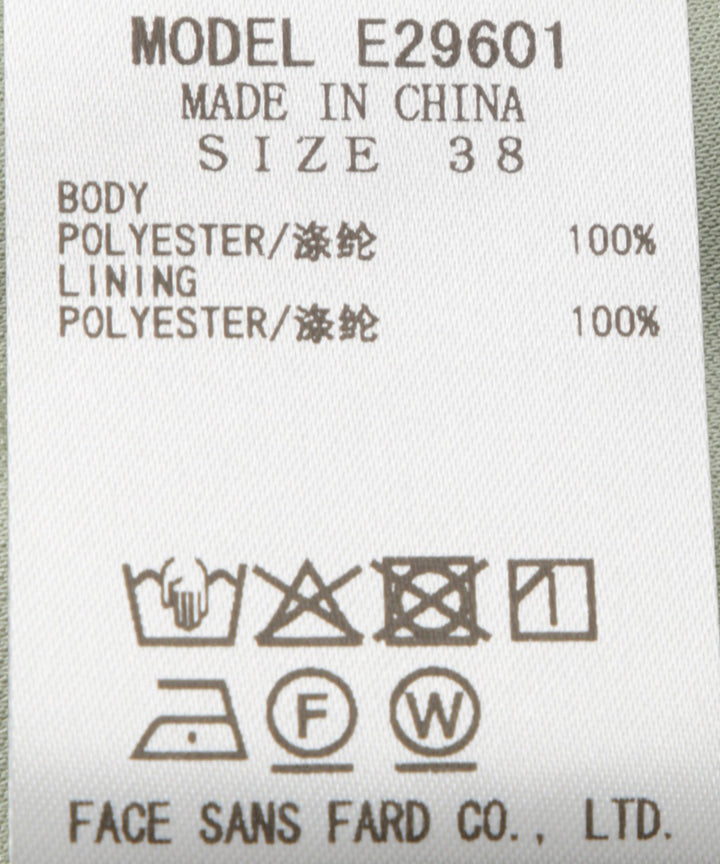 MODEL E29601
MADE IN CHINA
SIZE 38
BODY
POLYESTER/涤纶 100%
LINING
POLYESTER/涤纶 100%
F W
FACE SANS FARD CO., LTD.